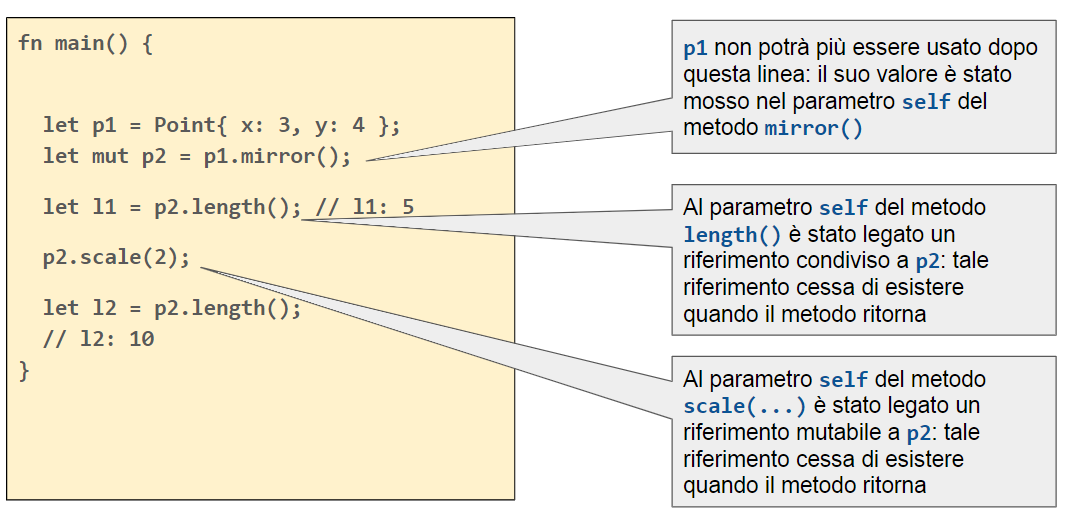 fn main() {
let p1 = Point{ x: 3, y: 4 };
let mut p2 = p1.mirror();
let l1 = p2.length(); // l1: 5
p2.scale(2);
let l2 = p2.length();
// l2: 10
}
p1 non potrà più essere usato dopo
questa linea: il suo valore è stato
mosso nel parametro self del
metodo mirror()
Al parametro self del metodo
length() è stato legato un
riferimento condiviso a p2: tale
riferimento cessa di esistere
quando il metodo ritorna
Al parametro self del metodo
scale(...) è stato legato un
riferimento mutabile a p2: tale
riferimento cessa di esistere
quando il metodo ritorna